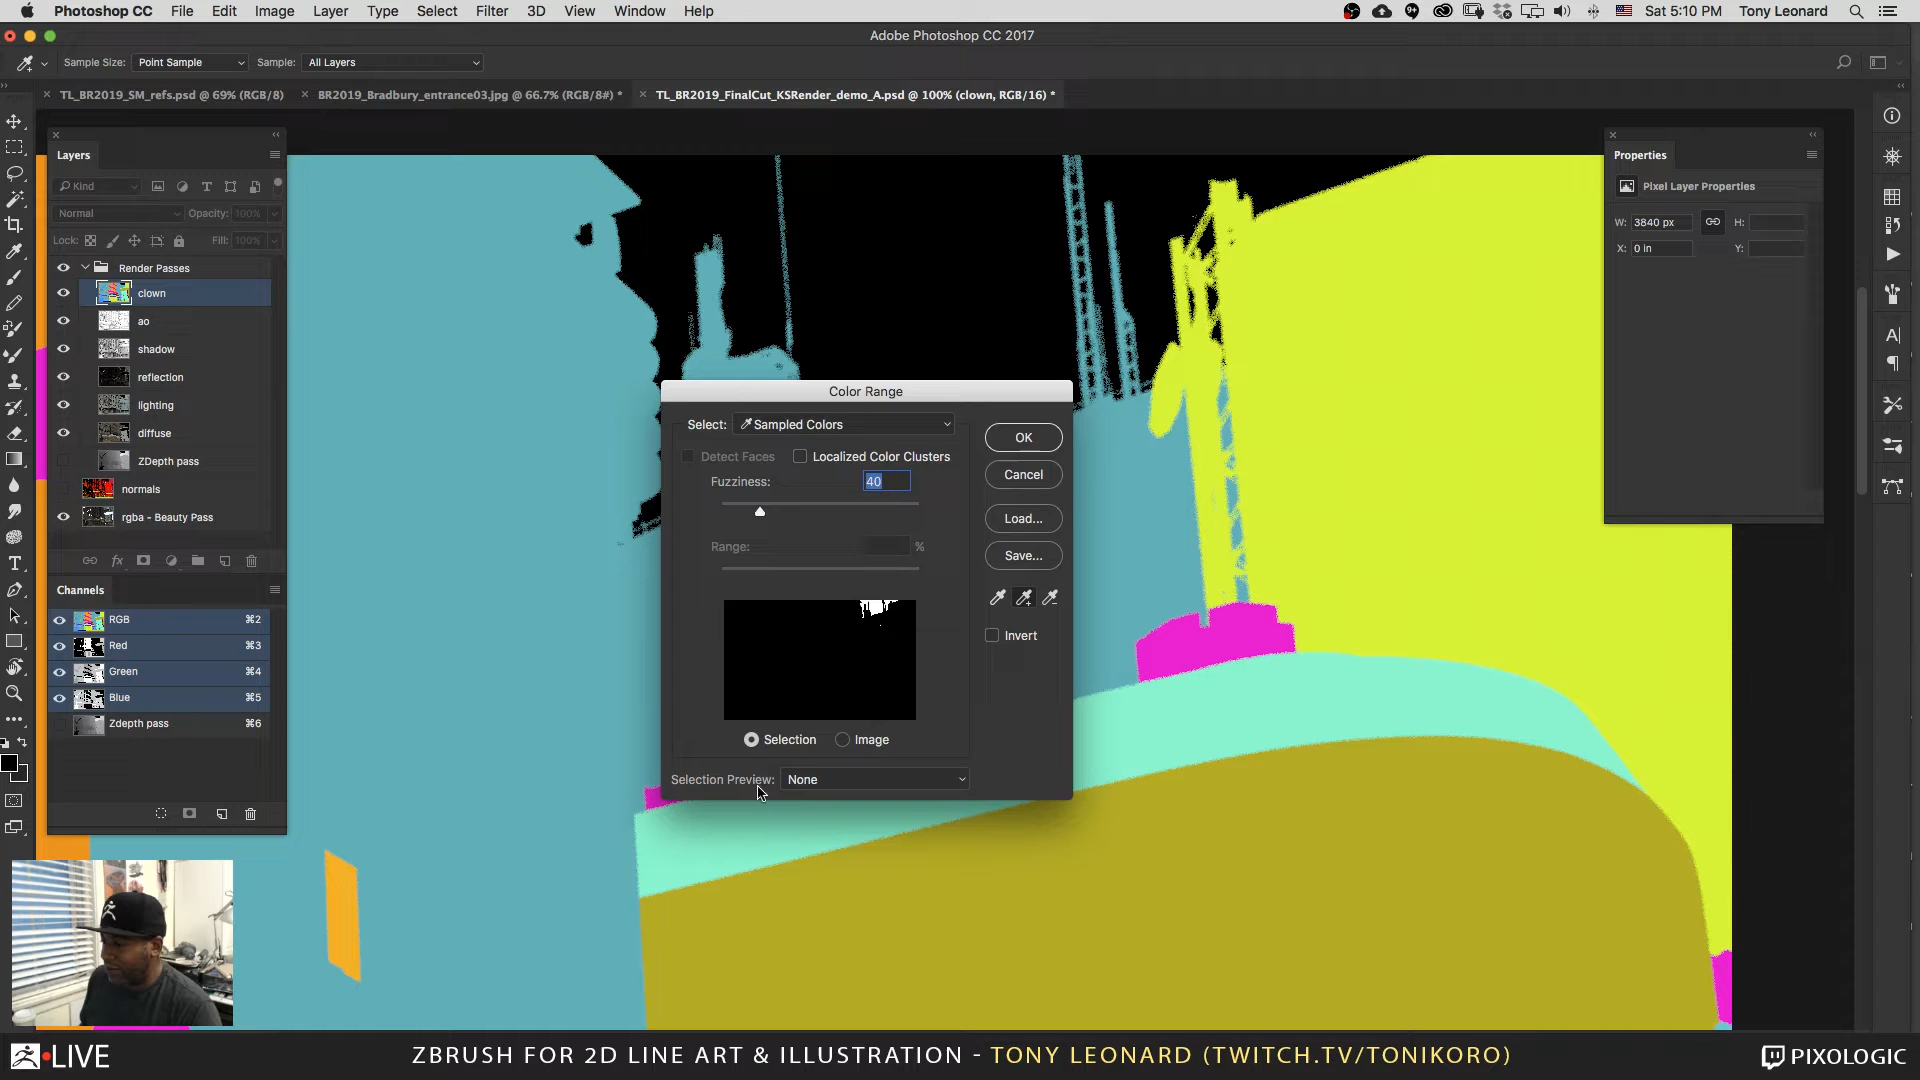 Photoshop CC File Edit Image Layer Type Select Filter 3D View Window Help
Sat 5:10 PM Tony Leonard
Adobe Photoshop CC 2017
Sample Size: Point Sample Sample: All Layers
TL_BR2019_SM_refs.psd @ 69% (RGB/8)
BR2019_Bradbury_entrance03.jpg @ 66.7% (RGB/8#) *
TL_BR2019_FinalCut_KSRender_demo_A.psd @ 100% (clown, RGB/16) *
Layers
Kind
Normal Opacity: 100%
Lock: Fill: 100%
Render Passes
clown
ao
shadow
reflection
lighting
diffuse
ZDepth pass
normals
rgba - Beauty Pass
fx
Channels
RGB ⌘2
Red ⌘3
Green ⌘4
Blue ⌘5
Zdepth pass ⌘6
Color Range
Select: Sampled Colors
Detect Faces Localized Color Clusters
Fuzziness: 40
Range: %
Selection Image
Selection Preview: None
OK
Cancel
Load...
Save...
Invert
Properties
Pixel Layer Properties
W: 3840 px H:
X: 0 in Y:
LIVE
ZBRUSH FOR 2D LINE ART & ILLUSTRATION - TONY LEONARD (TWITCH.TV/TONIKORO)
PIXOLOGIC